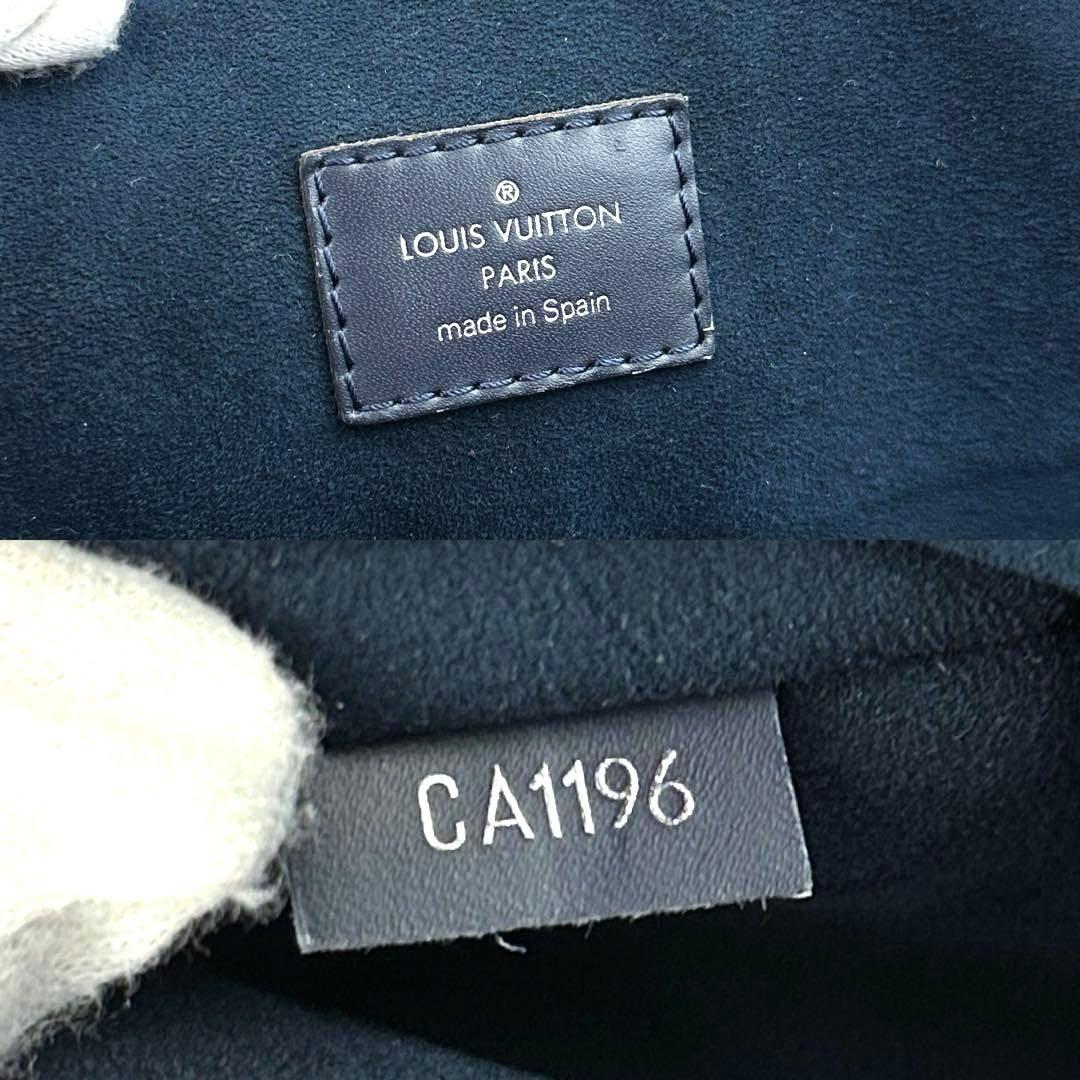 ®
LOUIS VUITTON
PARIS
made in Spain
CA1196